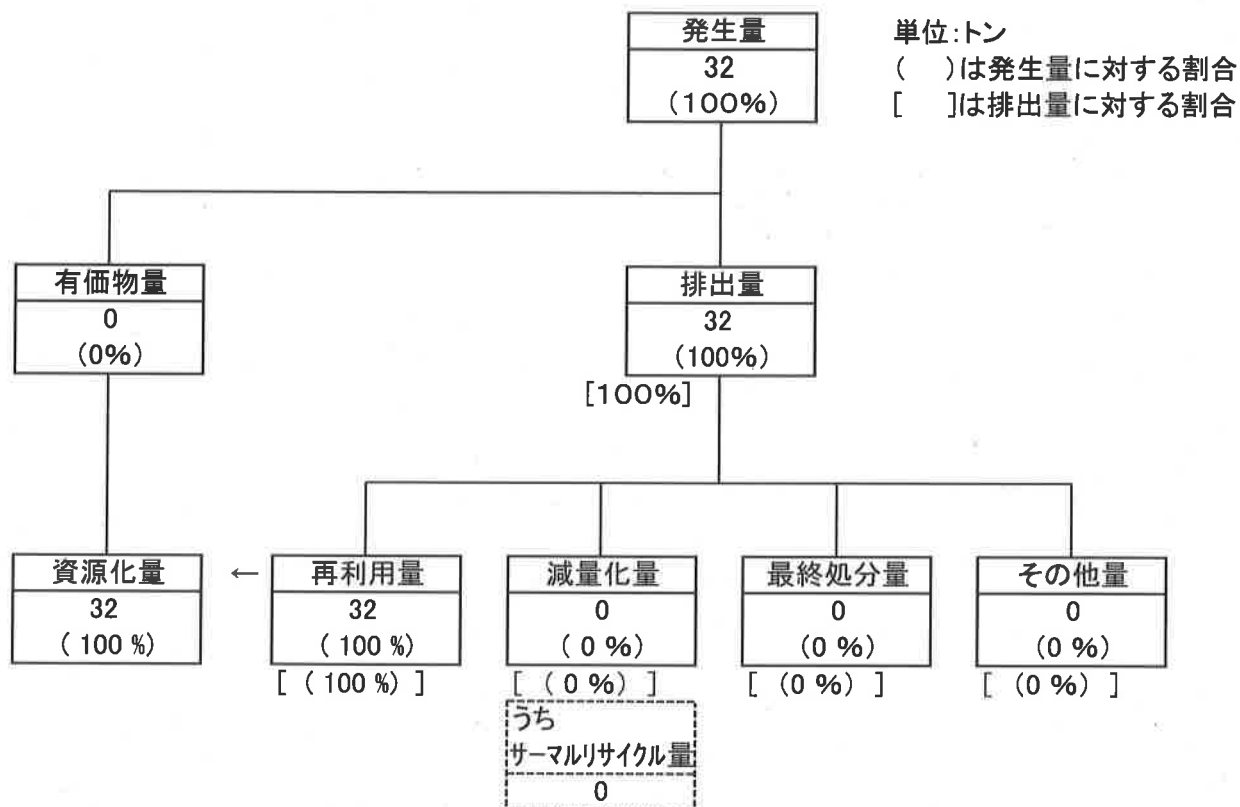 発生量
32
(100%)
単位:トン
(　)は発生量に対する割合
[　]は排出量に対する割合
有価物量
0
(0%)
排出量
32
(100%)
[100%]
資源化量
32
( 100 %)
←
再利用量
32
( 100 %)
[ ( 100 %) ]
減量化量
0
( 0 %)
[ ( 0 %) ]
最終処分量
0
(0 %)
[ (0 %) ]
その他量
0
(0 %)
[ (0 %) ]
うち
サーマルリサイクル量
0